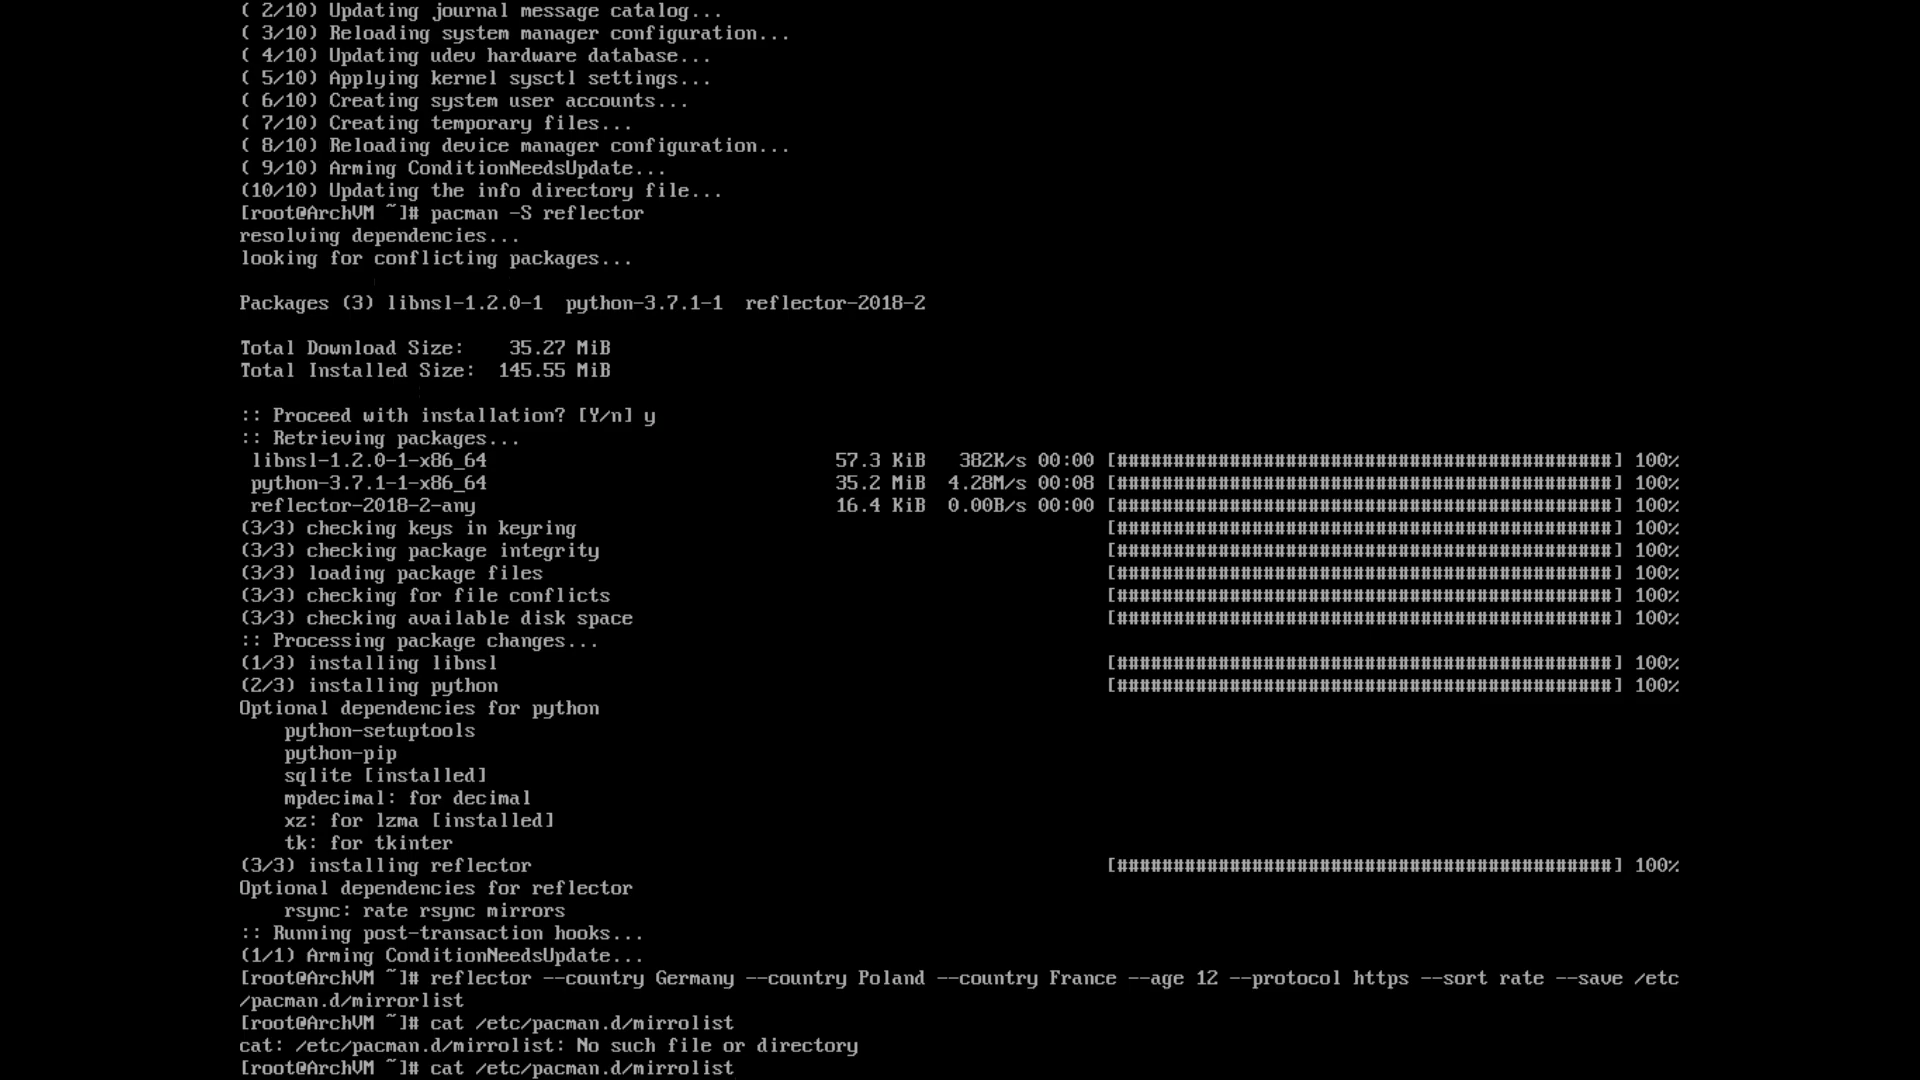 ( 2/10) Updating journal message catalog...
( 3/10) Reloading system manager configuration...
( 4/10) Updating udev hardware database...
( 5/10) Applying kernel sysctl settings...
( 6/10) Creating system user accounts...
( 7/10) Creating temporary files...
( 8/10) Reloading device manager configuration...
( 9/10) Arming ConditionNeedsUpdate...
(10/10) Updating the info directory file...
[root@ArchVM ~]# pacman -S reflector
resolving dependencies...
looking for conflicting packages...

Packages (3) libnsl-1.2.0-1  python-3.7.1-1  reflector-2018-2

Total Download Size:    35.27 MiB
Total Installed Size:  145.55 MiB

:: Proceed with installation? [Y/n] y
:: Retrieving packages...
 libnsl-1.2.0-1-x86_64                               57.3 KiB   382K/s 00:00 [############################################] 100%
 python-3.7.1-1-x86_64                               35.2 MiB  4.28M/s 00:08 [############################################] 100%
 reflector-2018-2-any                                16.4 KiB  0.00B/s 00:00 [############################################] 100%
(3/3) checking keys in keyring                                               [############################################] 100%
(3/3) checking package integrity                                             [############################################] 100%
(3/3) loading package files                                                  [############################################] 100%
(3/3) checking for file conflicts                                            [############################################] 100%
(3/3) checking available disk space                                          [############################################] 100%
:: Processing package changes...
(1/3) installing libnsl                                                      [############################################] 100%
(2/3) installing python                                                      [############################################] 100%
Optional dependencies for python
    python-setuptools
    python-pip
    sqlite [installed]
    mpdecimal: for decimal
    xz: for lzma [installed]
    tk: for tkinter
(3/3) installing reflector                                                   [############################################] 100%
Optional dependencies for reflector
    rsync: rate rsync mirrors
:: Running post-transaction hooks...
(1/1) Arming ConditionNeedsUpdate...
[root@ArchVM ~]# reflector --country Germany --country Poland --country France --age 12 --protocol https --sort rate --save /etc
/pacman.d/mirrorlist
[root@ArchVM ~]# cat /etc/pacman.d/mirrolist
cat: /etc/pacman.d/mirrolist: No such file or directory
[root@ArchVM ~]# cat /etc/pacman.d/mirrolist